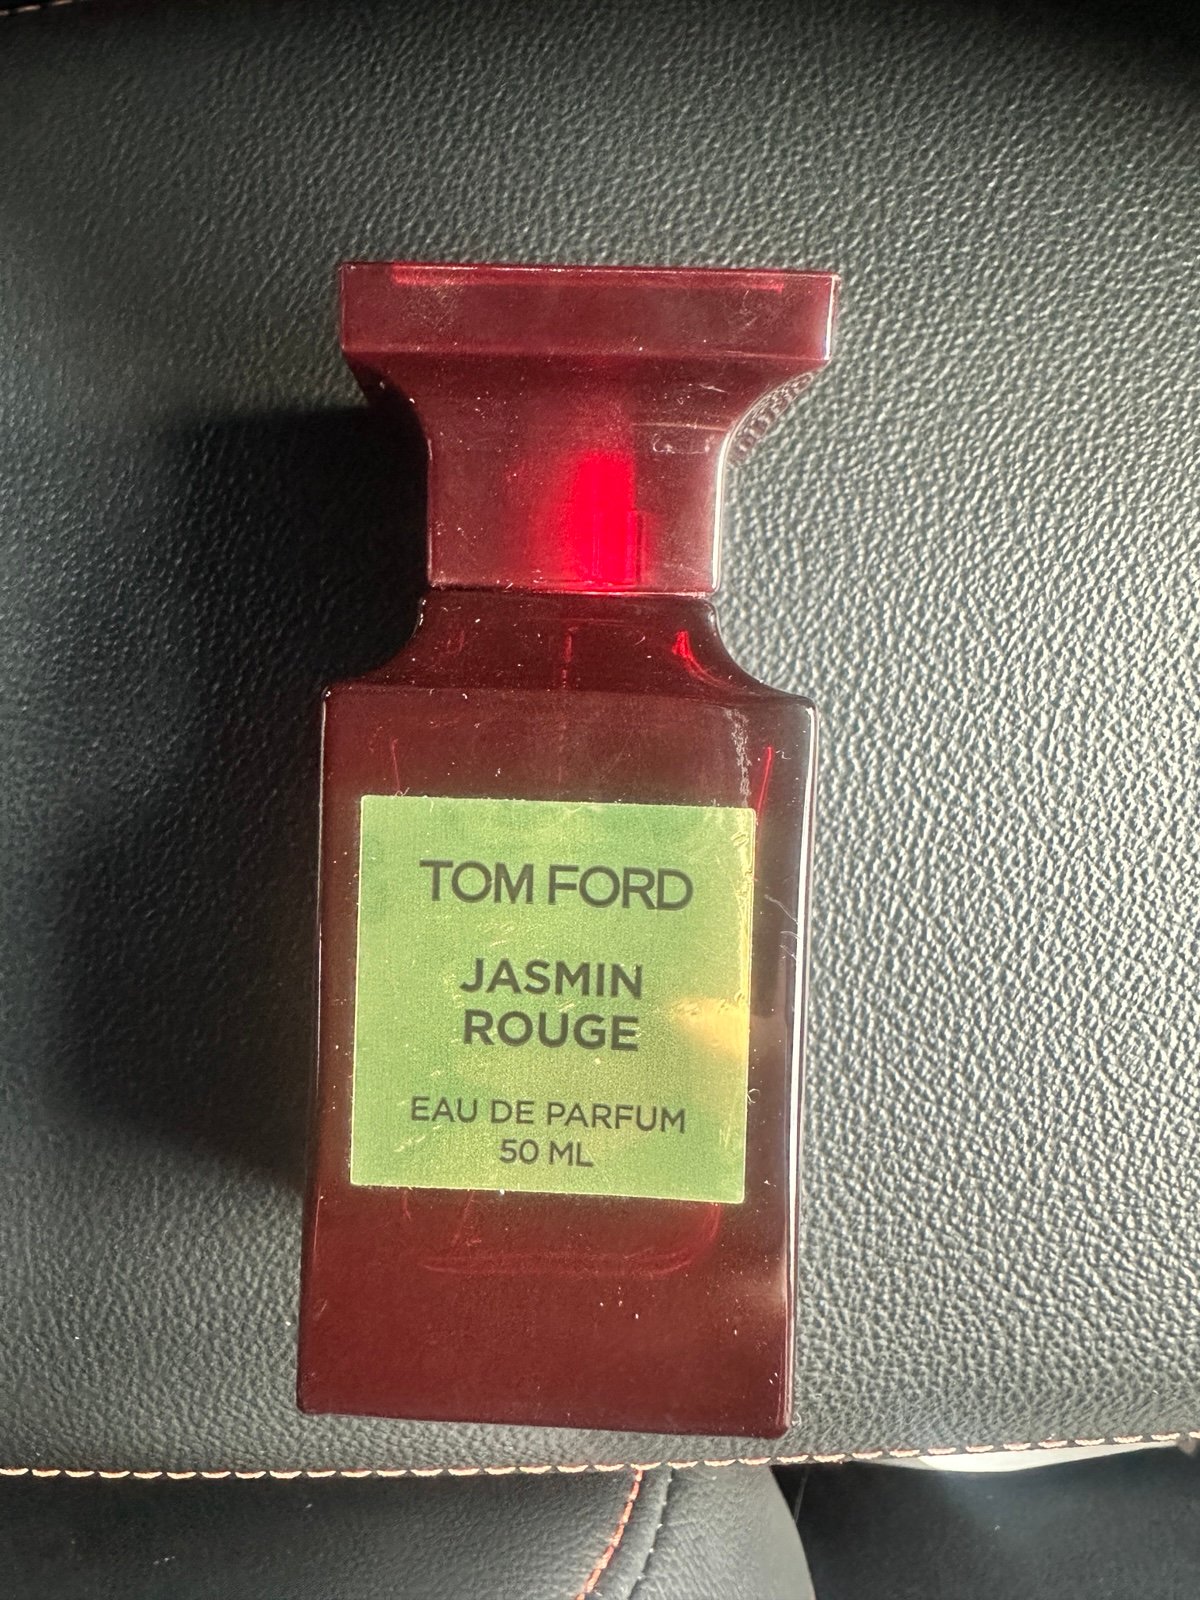 TOM FORD
JASMIN
ROUGE
EAU DE PARFUM
50 ML